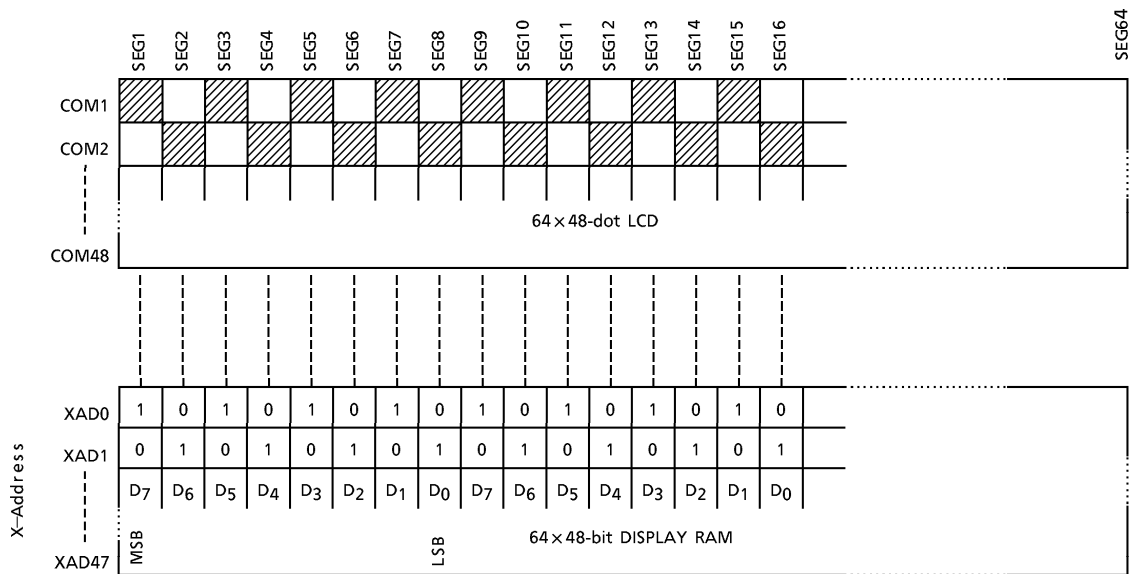 SEG1 SEG2 SEG3 SEG4 SEG5 SEG6 SEG7 SEG8 SEG9 SEG10 SEG11 SEG12 SEG13 SEG14 SEG15 SEG16 SEG64
COM1
COM2
64×48-dot LCD
COM48
XAD0 1 0 1 0 1 0 1 0 1 0 1 0 1 0 1 0
XAD1 0 1 0 1 0 1 0 1 0 1 0 1 0 1 0 1
X–Address
D7 D6 D5 D4 D3 D2 D1 D0 D7 D6 D5 D4 D3 D2 D1 D0
MSB LSB 64×48-bit DISPLAY RAM
XAD47